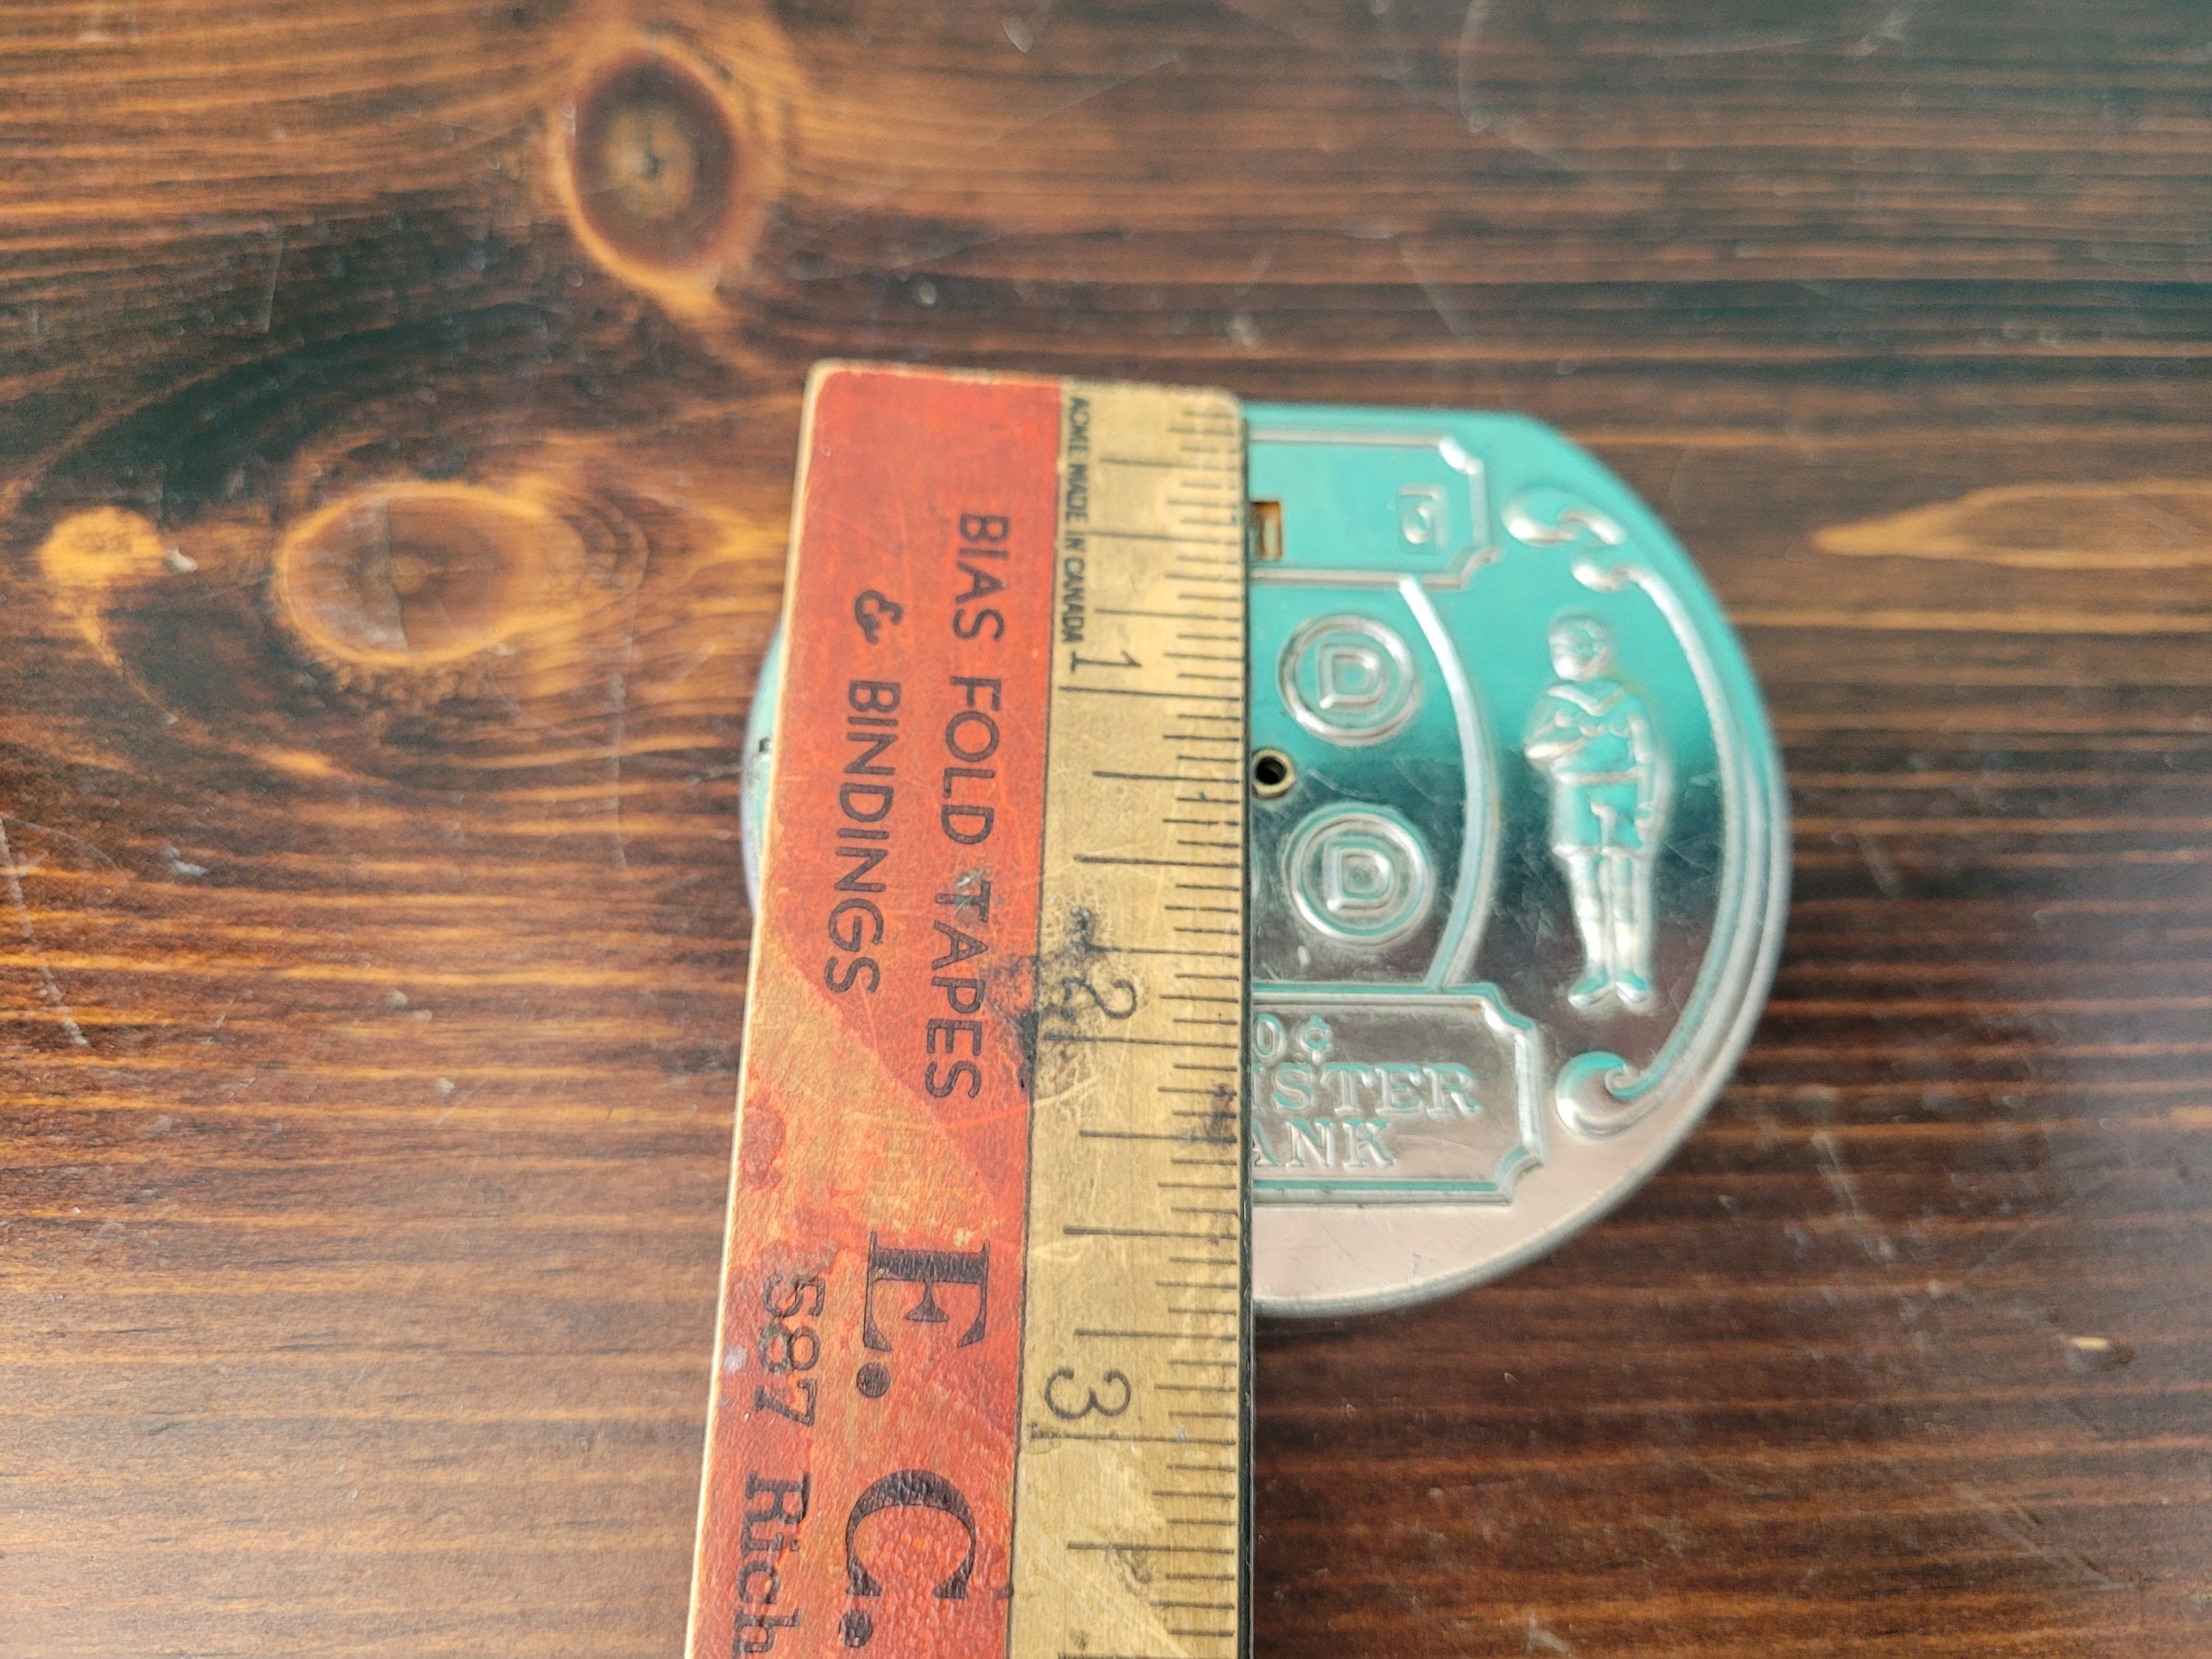 BIAS FOLD TAPES
& BINDINGS
E. C.
587 Rich
ACME MADE IN CANADA
1
2
3
D
D
0¢
ISTER
ANK